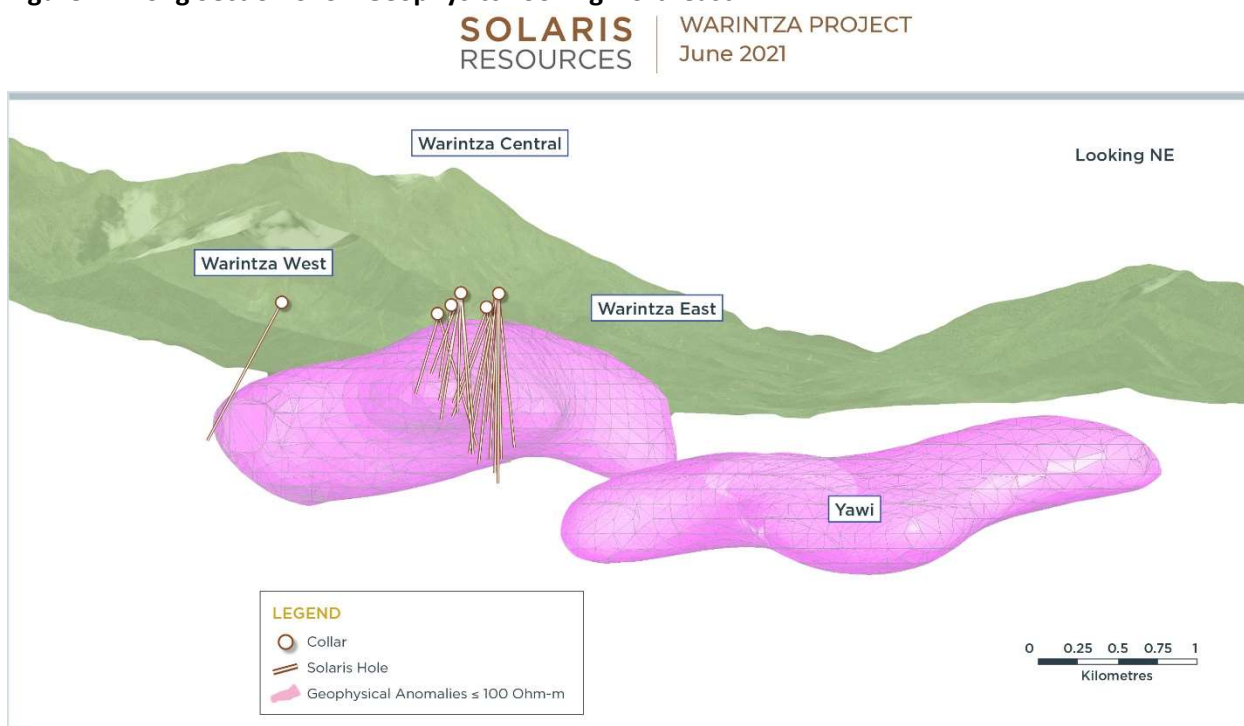 SOLARIS
RESOURCES
WARINTZA PROJECT
June 2021
Warintza Central
Looking NE
Warintza West
Warintza East
Yawi
LEGEND
Collar
Solaris Hole
Geophysical Anomalies ≤ 100 Ohm-m
0 0.25 0.5 0.75 1
Kilometres